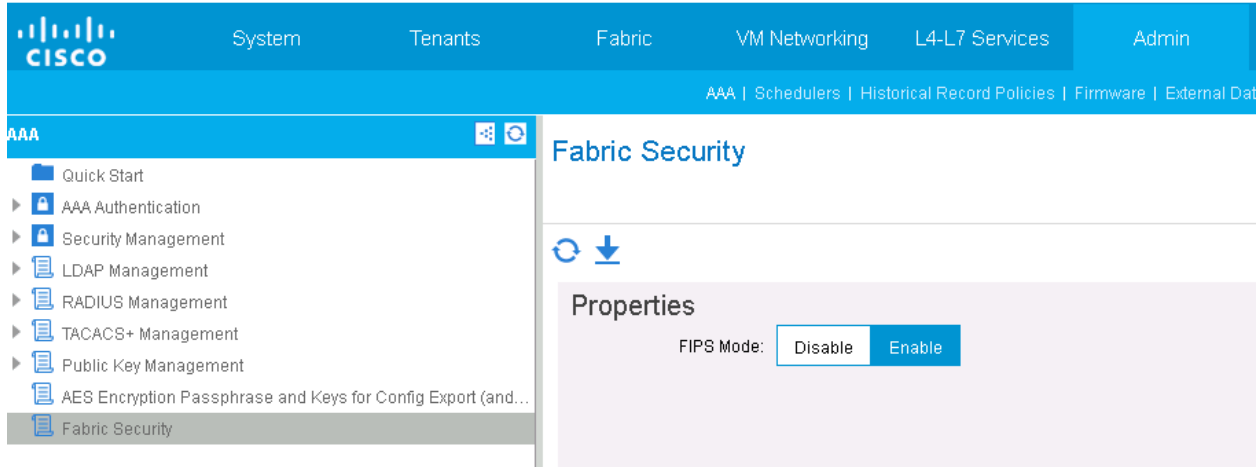 CISCO System Tenants Fabric VM Networking L4-L7 Services Admin
AAA | Schedulers | Historical Record Policies | Firmware | External Dat
AAA
Quick Start
AAA Authentication
Security Management
LDAP Management
RADIUS Management
TACACS+ Management
Public Key Management
AES Encryption Passphrase and Keys for Config Export (and...
Fabric Security
Fabric Security
Properties
FIPS Mode: Disable Enable